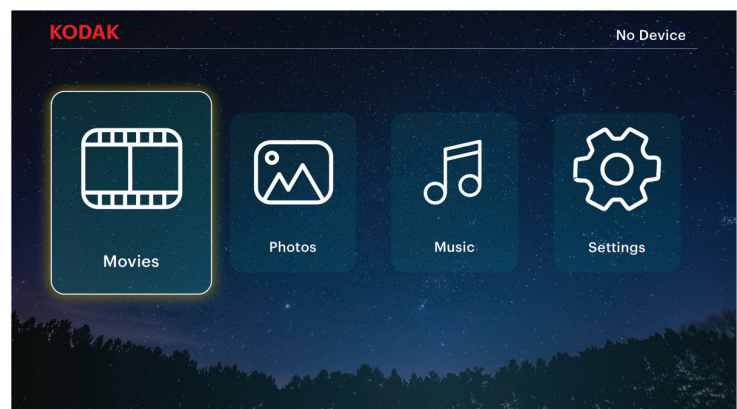 KODAK
No Device
Movies
Photos
Music
Settings